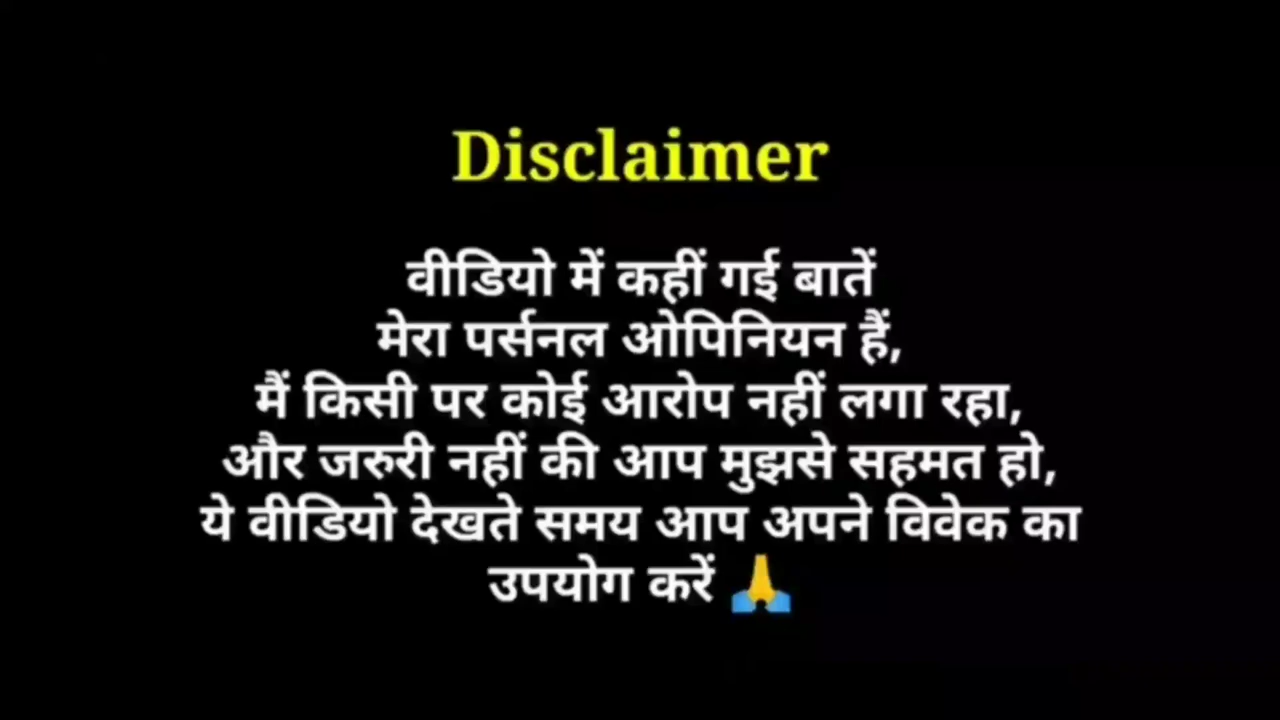 Disclaimer
वीडियो में कहीं गई बातें
मेरा पर्सनल ओपिनियन हैं,
मैं किसी पर कोई आरोप नहीं लगा रहा,
और जरुरी नहीं की आप मुझसे सहमत हो,
ये वीडियो देखते समय आप अपने विवेक का
उपयोग करें 🙏